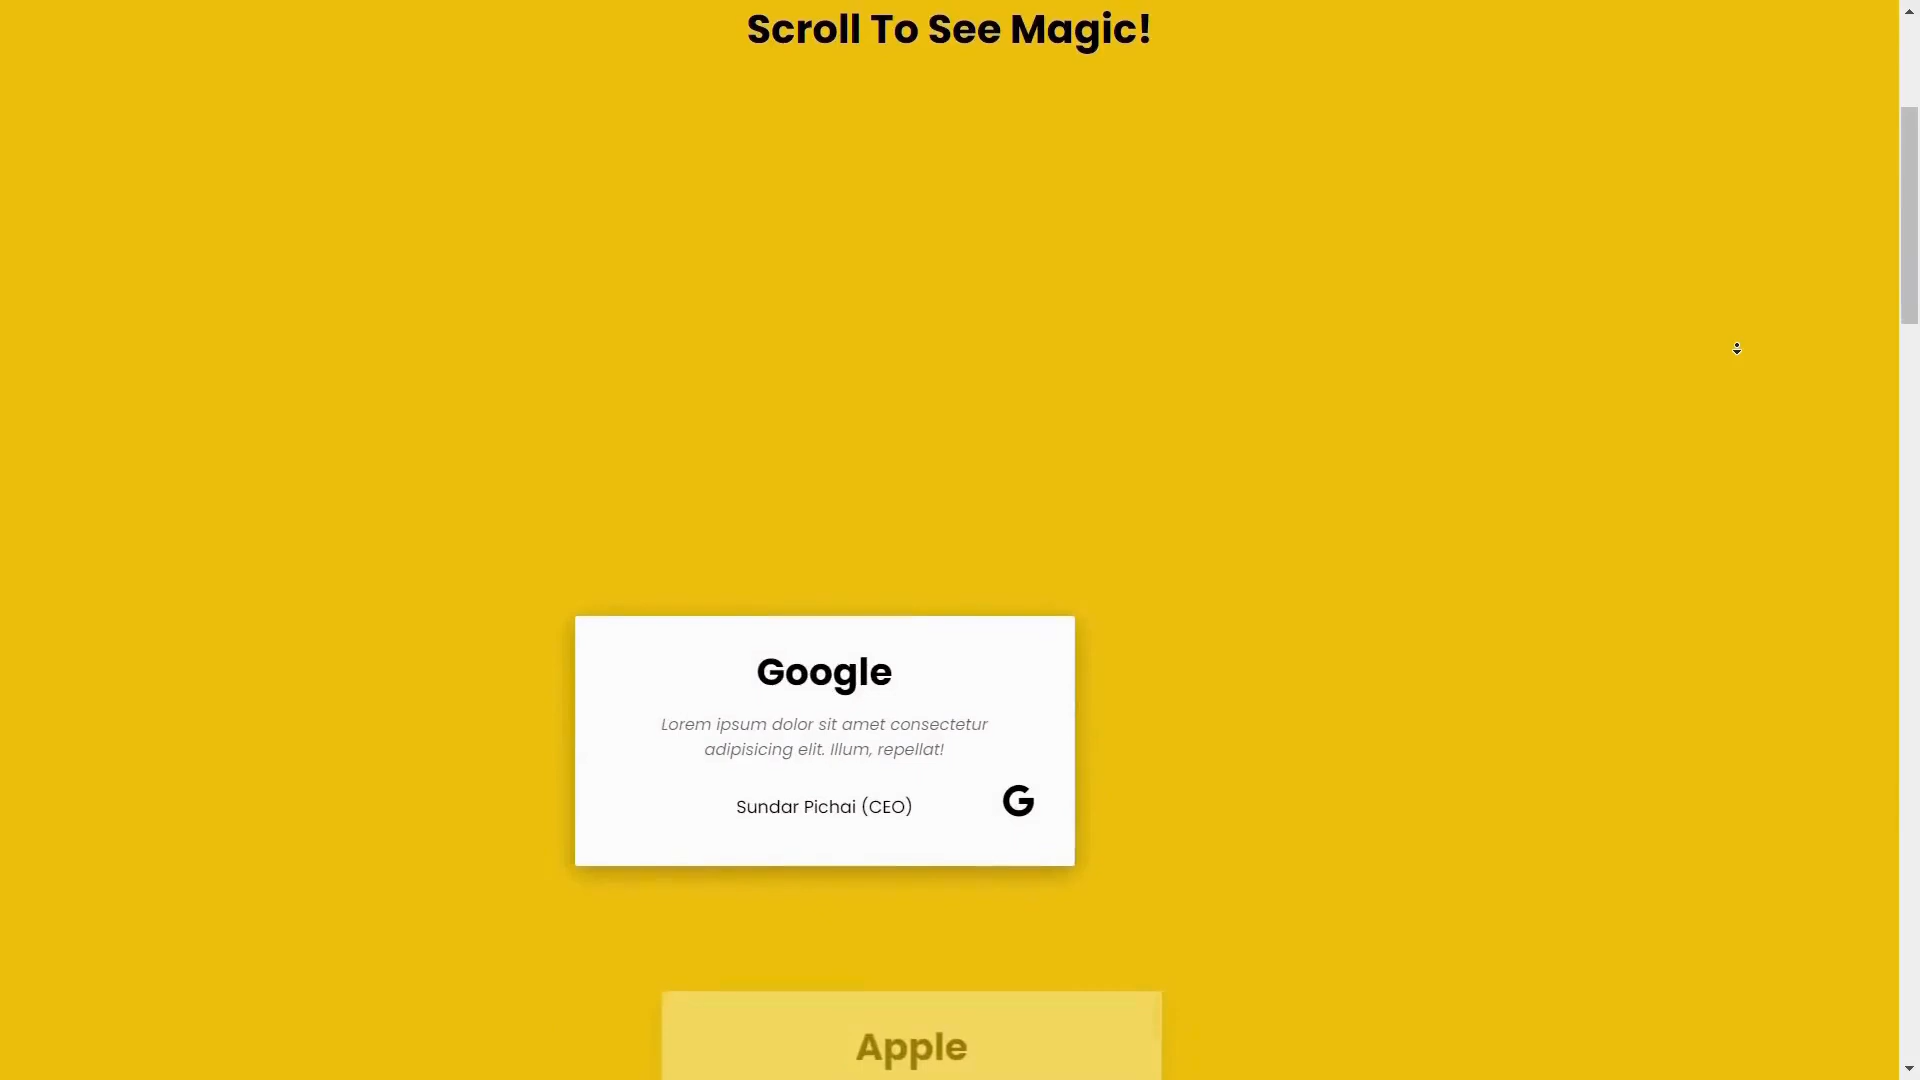 Scroll To See Magic!
Google
Lorem ipsum dolor sit amet consectetur
adipisicing elit. Illum, repellat!
Sundar Pichai (CEO)
Apple